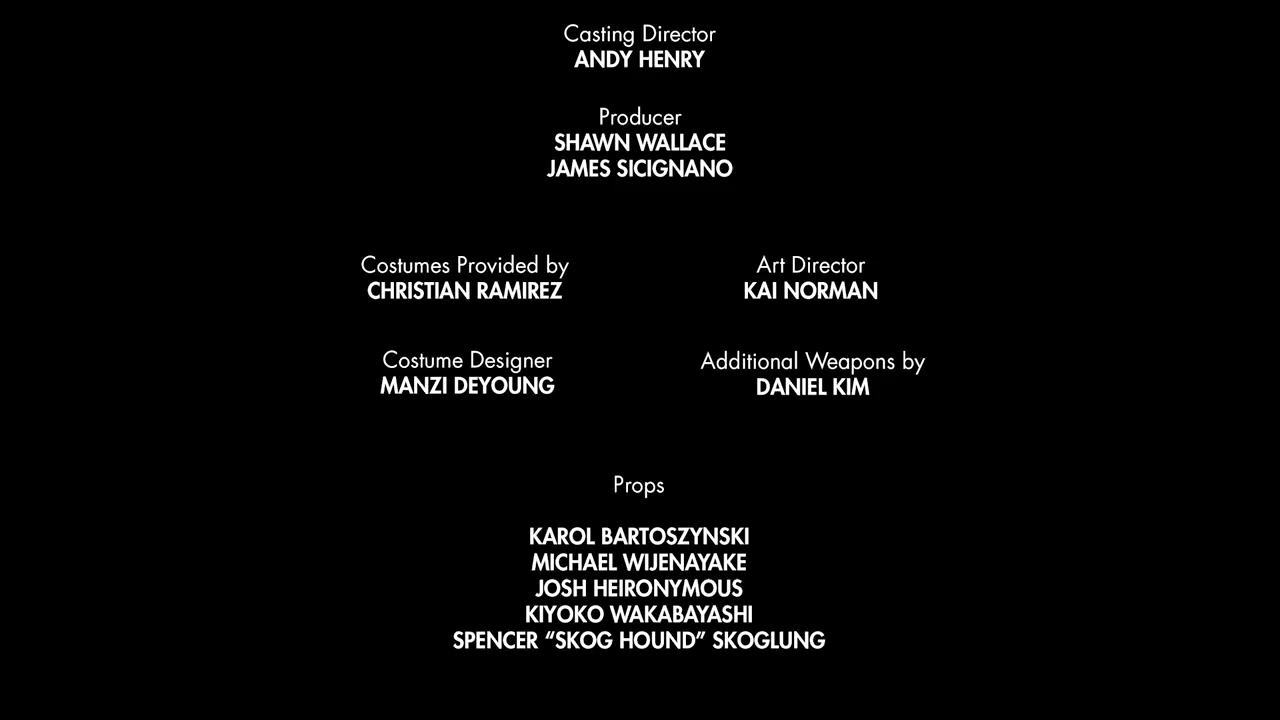 Casting Director
ANDY HENRY
Producer
SHAWN WALLACE
JAMES SICIGNANO
Costumes Provided by
CHRISTIAN RAMIREZ
Art Director
KAI NORMAN
Costume Designer
MANZI DEYOUNG
Additional Weapons by
DANIEL KIM
Props
KAROL BARTOSZYNSKI
MICHAEL WIJENAYAKE
JOSH HEIRONYMOUS
KIYOKO WAKABAYASHI
SPENCER “SKOG HOUND” SKOGLUNG